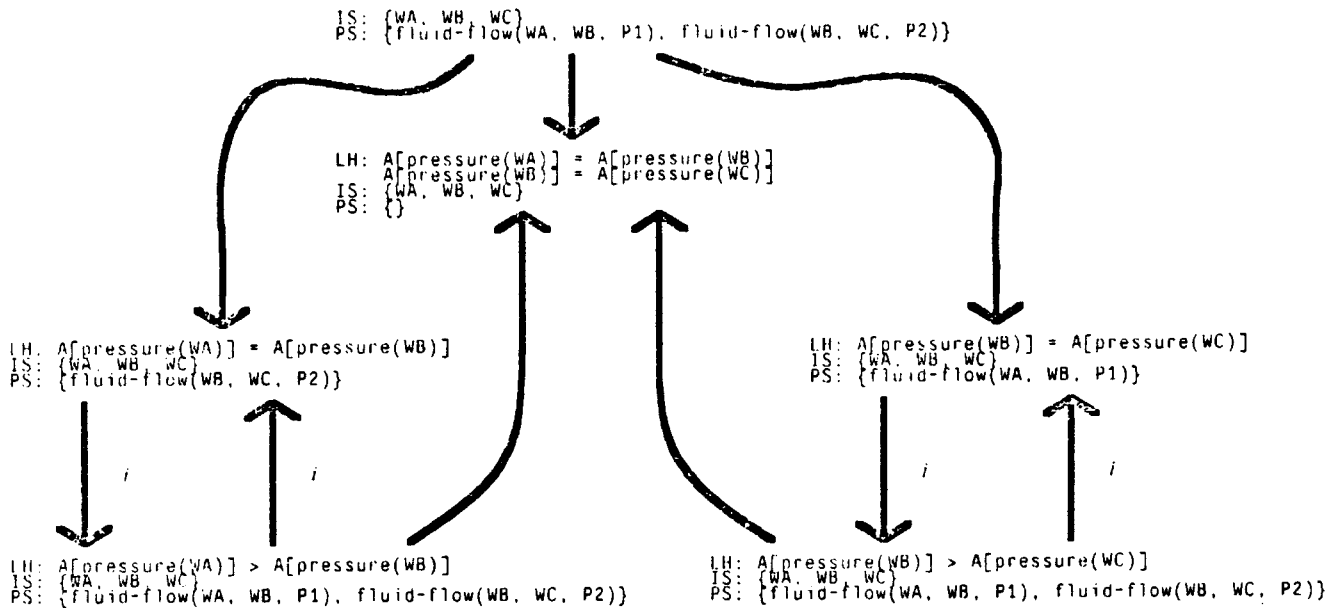 IS: {WA, WB, WC}
PS: {fluid-flow(WA, WB, P1), fluid-flow(WB, WC, P2)}
LH: A[pressure(WA)] = A[pressure(WB)]
A[pressure(WB)] = A[pressure(WC)]
IS: {WA, WB, WC}
PS: {}
LH: A[pressure(WA)] = A[pressure(WB)]
IS: {WA, WB, WC}
PS: {fluid-flow(WB, WC, P2)}
LH: A[pressure(WB)] = A[pressure(WC)]
IS: {WA, WB, WC}
PS: {fluid-flow(WA, WB, P1)}
i
i
i
i
LH: A[pressure(WA)] > A[pressure(WB)]
IS: {WA, WB, WC}
PS: {fluid-flow(WA, WB, P1), fluid-flow(WB, WC, P2)}
LH: A[pressure(WB)] > A[pressure(WC)]
IS: {WA, WB, WC}
PS: {fluid-flow(WA, WB, P1), fluid-flow(WB, WC, P2)}